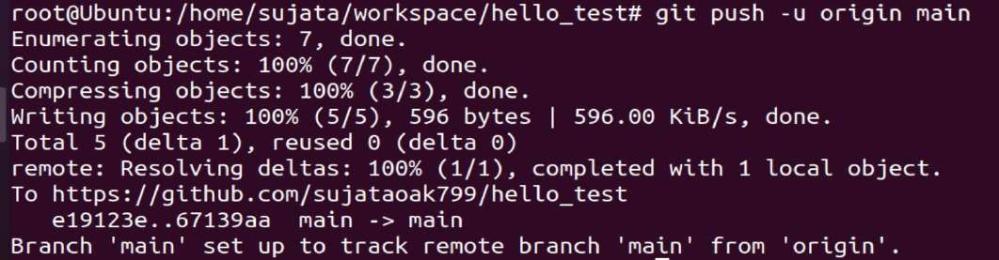 root@Ubuntu:/home/sujata/workspace/hello_test# git push -u origin main
Enumerating objects: 7, done.
Counting objects: 100% (7/7), done.
Compressing objects: 100% (3/3), done.
Writing objects: 100% (5/5), 596 bytes | 596.00 KiB/s, done.
Total 5 (delta 1), reused 0 (delta 0)
remote: Resolving deltas: 100% (1/1), completed with 1 local object.
To https://github.com/sujataoak799/hello_test
   e19123e..67139aa  main -> main
Branch 'main' set up to track remote branch 'main' from 'origin'.